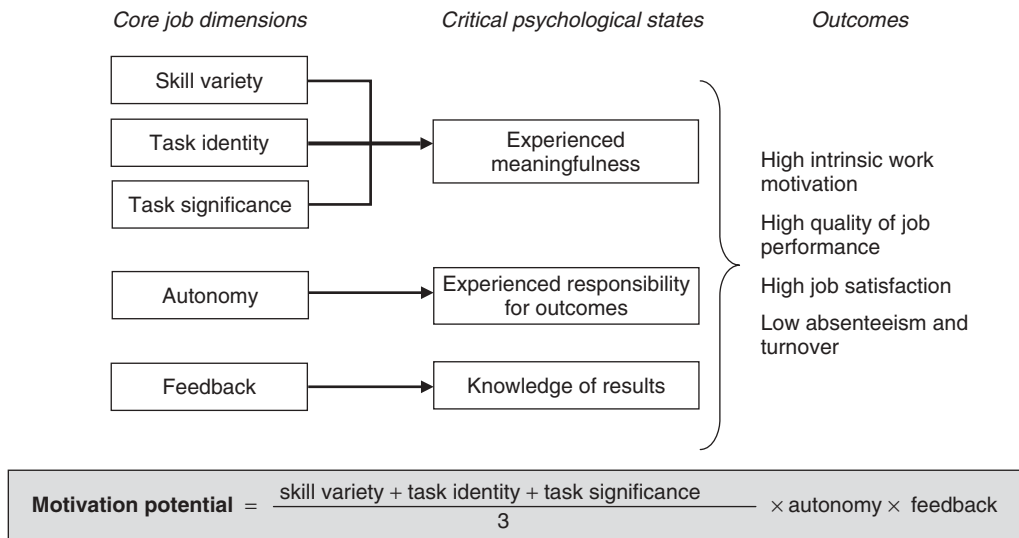 Core job dimensions
Critical psychological states
Outcomes
Skill variety
Task identity
Task significance
Autonomy
Feedback
Experienced
meaningfulness
Experienced responsibility
for outcomes
Knowledge of results
High intrinsic work
motivation
High quality of job
performance
High job satisfaction
Low absenteeism and
turnover
Motivation potential = skill variety + task identity + task significance × autonomy × feedback
3